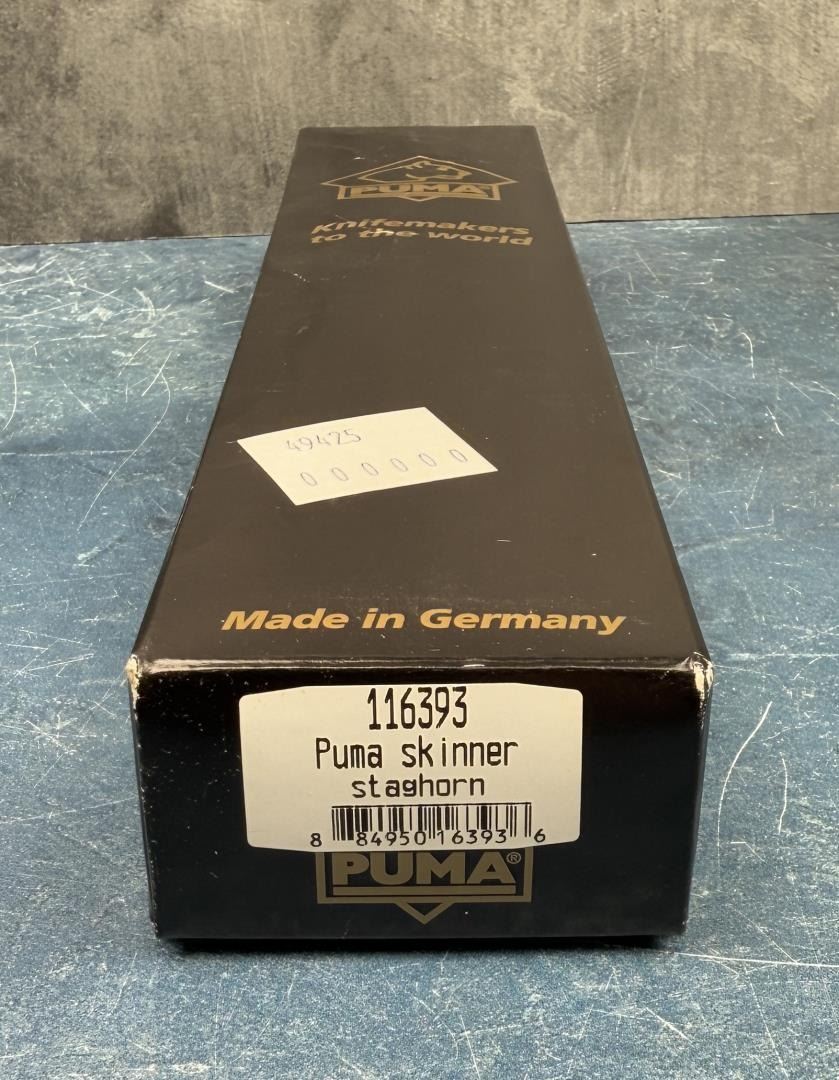 PUMA
Knifemakers
to the world
49425
000000
Made in Germany
116393
Puma skinner
staghorn
8 84950 16393 6
PUMA®